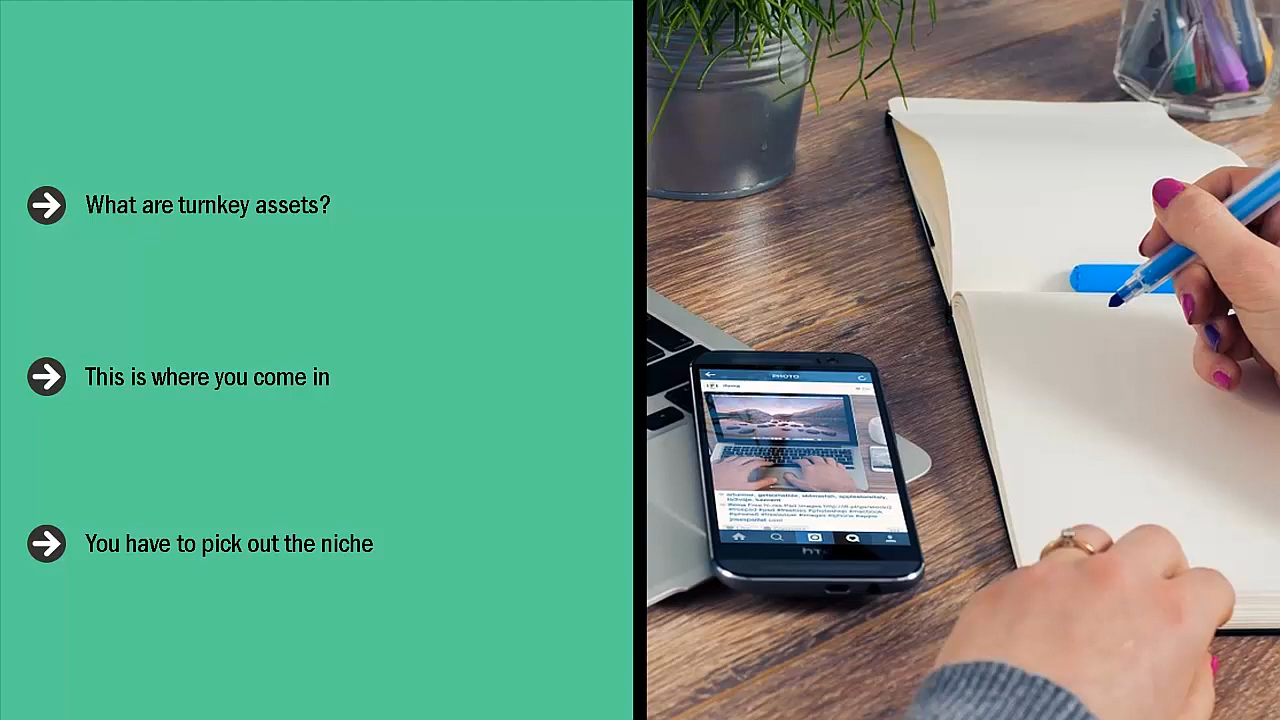 What are turnkey assets?
This is where you come in
You have to pick out the niche
PHOTO
htc